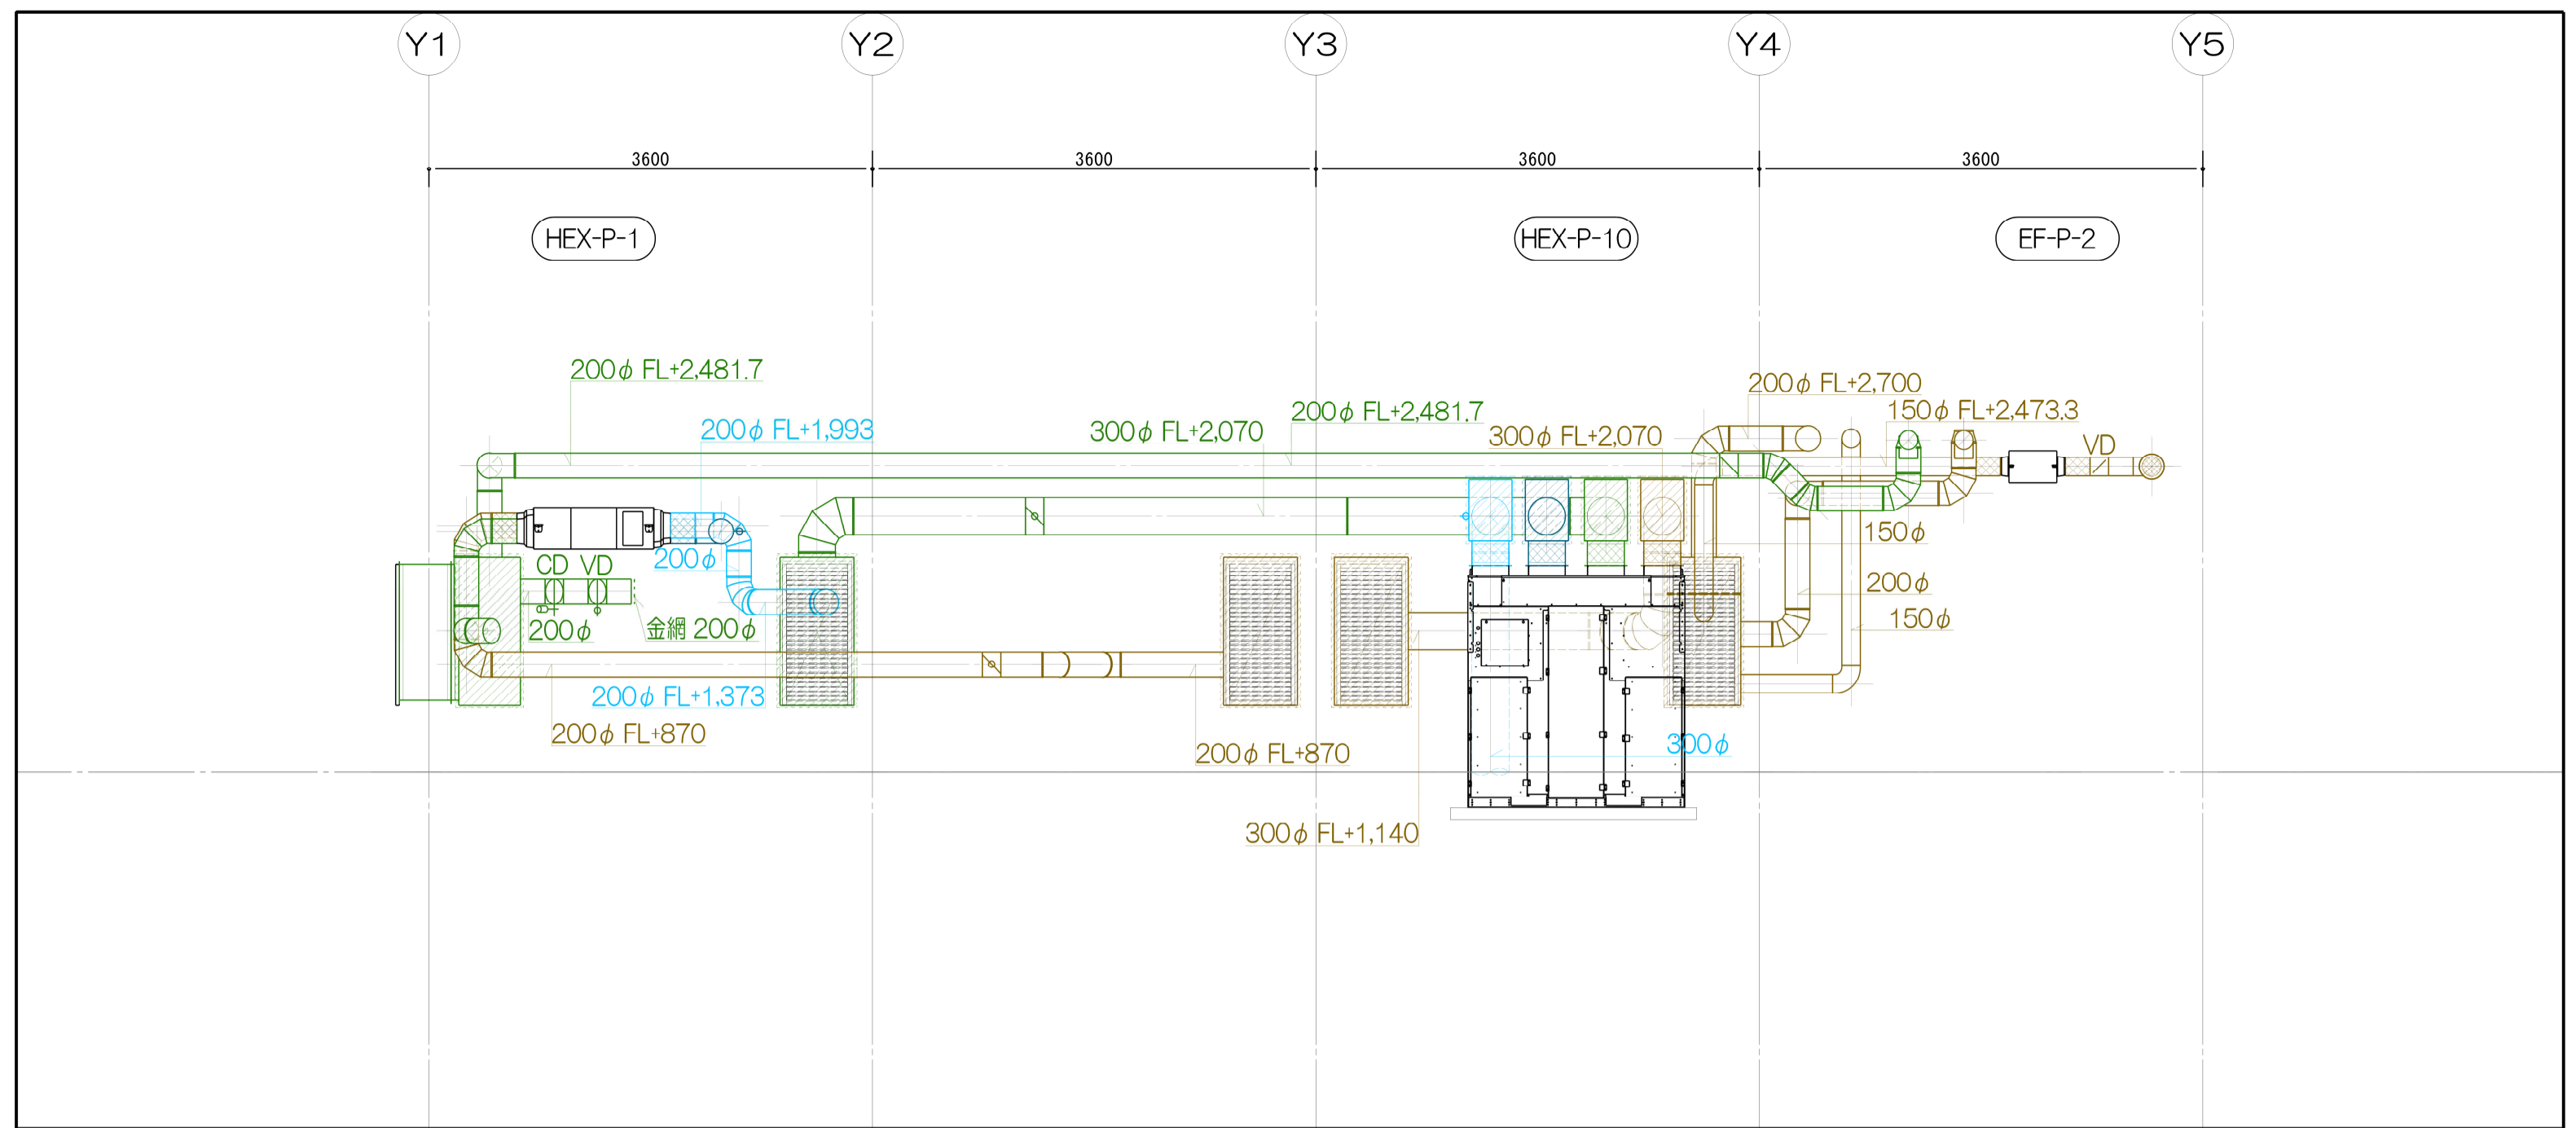 Y1
Y2
Y3
Y4
Y5
3600
3600
3600
3600
HEX-P-1
HEX-P-10
EF-P-2
200φ FL+2,481.7
200φ FL+2,700
200φ FL+2,481.7
150φ FL+2,473.3
200φ FL+1,993
300φ FL+2,070
300φ FL+2,070
VD
150φ
200φ
CD VD
200φ
150φ
200φ
金網 200φ
200φ FL+1,373
200φ FL+870
300φ
200φ FL+870
300φ FL+1,140